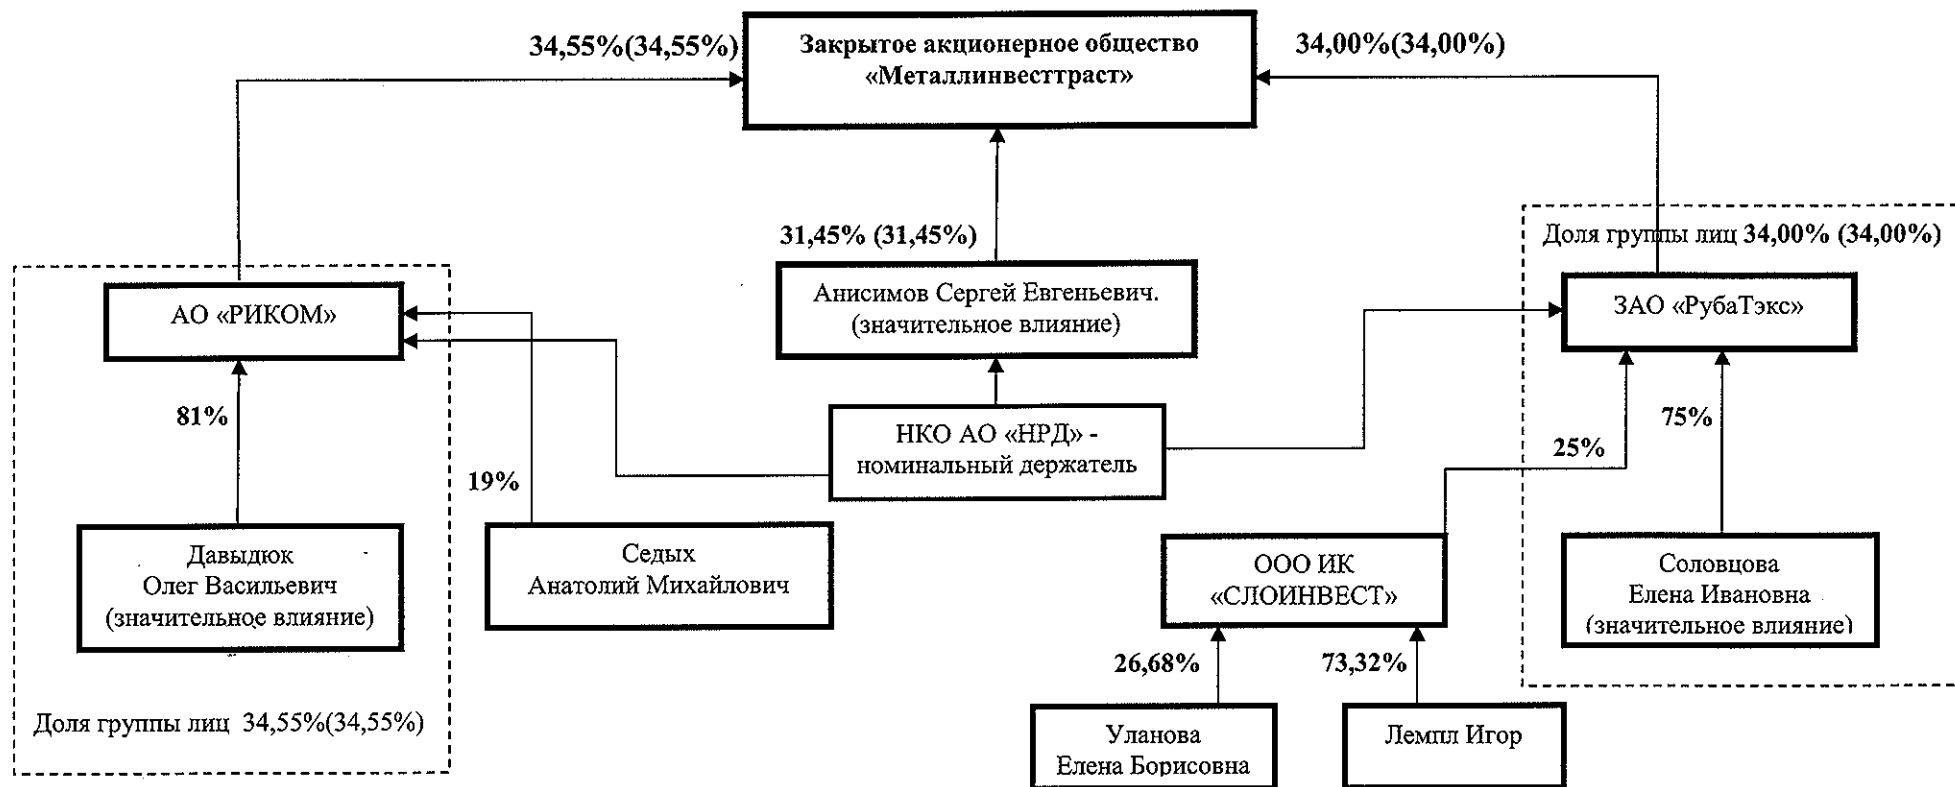 34,55%(34,55%)
Закрытое акционерное общество
«Металлинвесттраст»
34,00%(34,00%)
31,45% (31,45%)
Доля группы лиц 34,00% (34,00%)
АО «РИКОМ»
Анисимов Сергей Евгеньевич.
(значительное влияние)
ЗАО «РубаТэкс»
81%
НКО АО «НРД» -
номинальный держатель
75%
25%
19%
Давыдюк
Олег Васильевич
(значительное влияние)
Седых
Анатолий Михайлович
ООО ИК
«СЛОИНВЕСТ»
Соловцова
Елена Ивановна
(значительное влияние)
26,68%
73,32%
Доля группы лиц 34,55%(34,55%)
Уланова
Елена Борисовна
Лемпл Игор